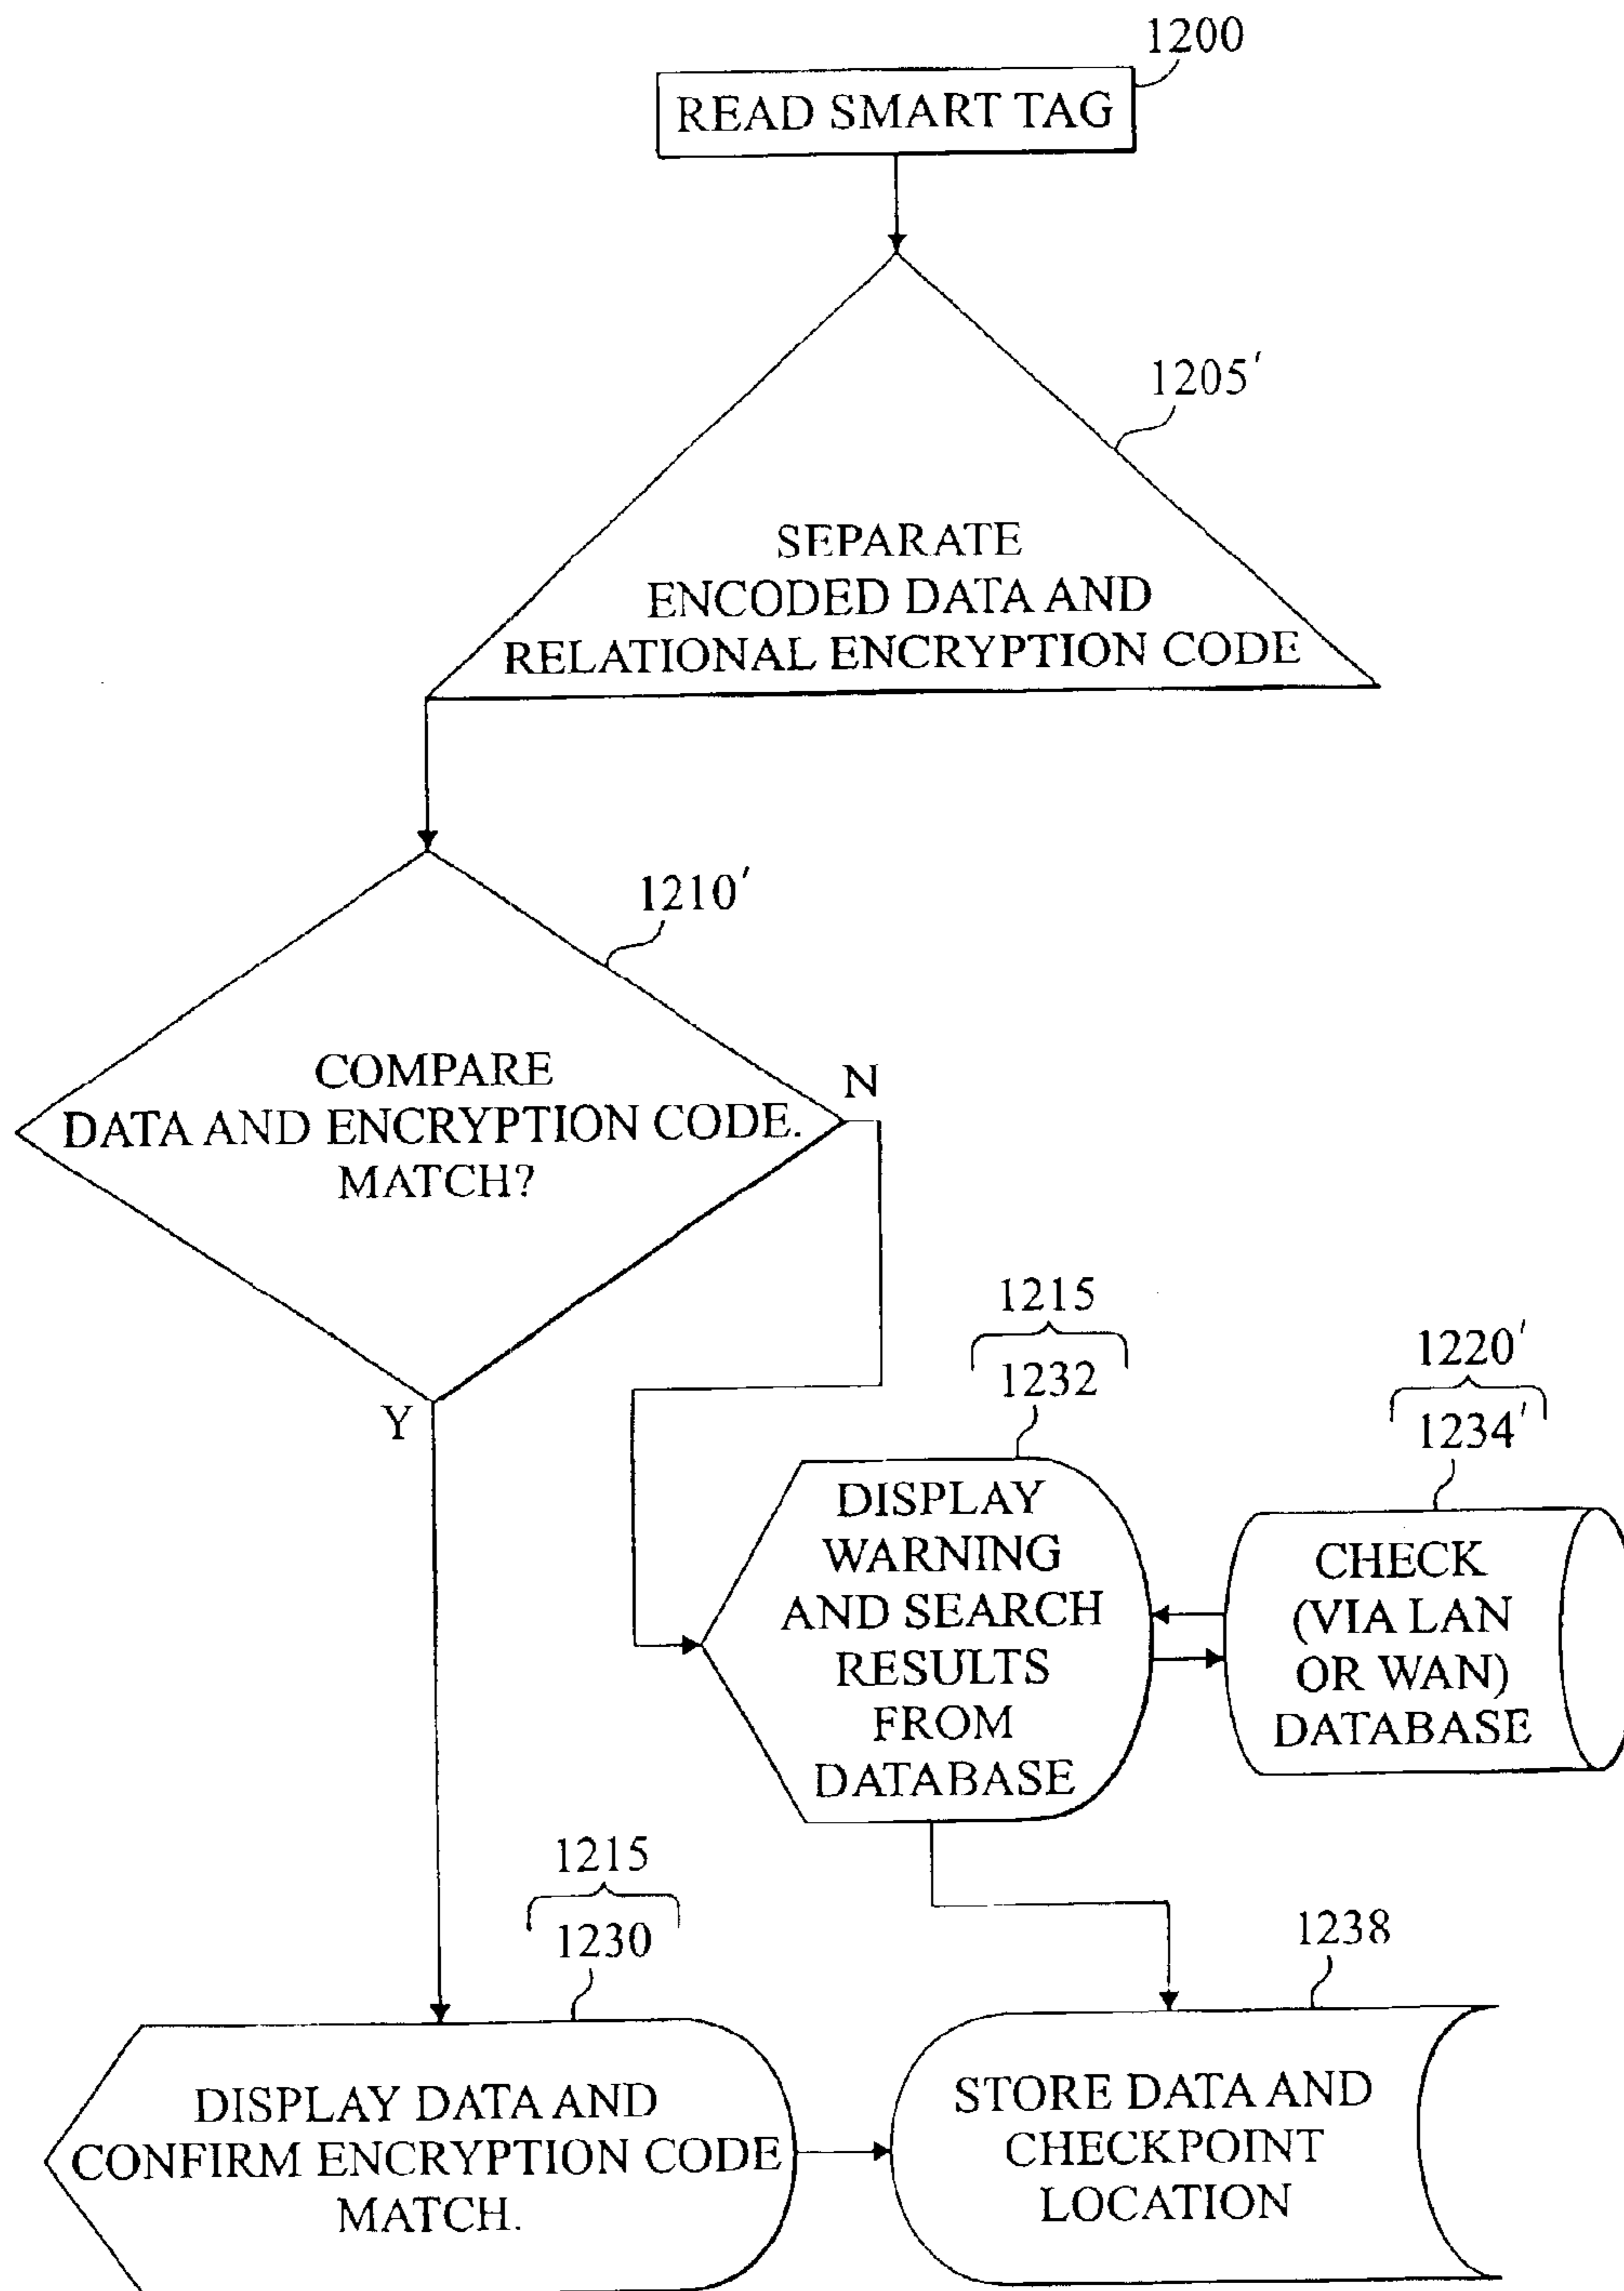 1200
READ SMART TAG
1205'
SEPARATE
ENCODED DATA AND
RELATIONAL ENCRYPTION CODE
1210'
COMPARE
DATA AND ENCRYPTION CODE.
MATCH?
N
Y
1215
1232
DISPLAY
WARNING
AND SEARCH
RESULTS
FROM
DATABASE
1220'
1234'
CHECK
(VIA LAN
OR WAN)
DATABASE
1215
1230
DISPLAY DATA AND
CONFIRM ENCRYPTION CODE
MATCH.
1238
STORE DATA AND
CHECKPOINT
LOCATION